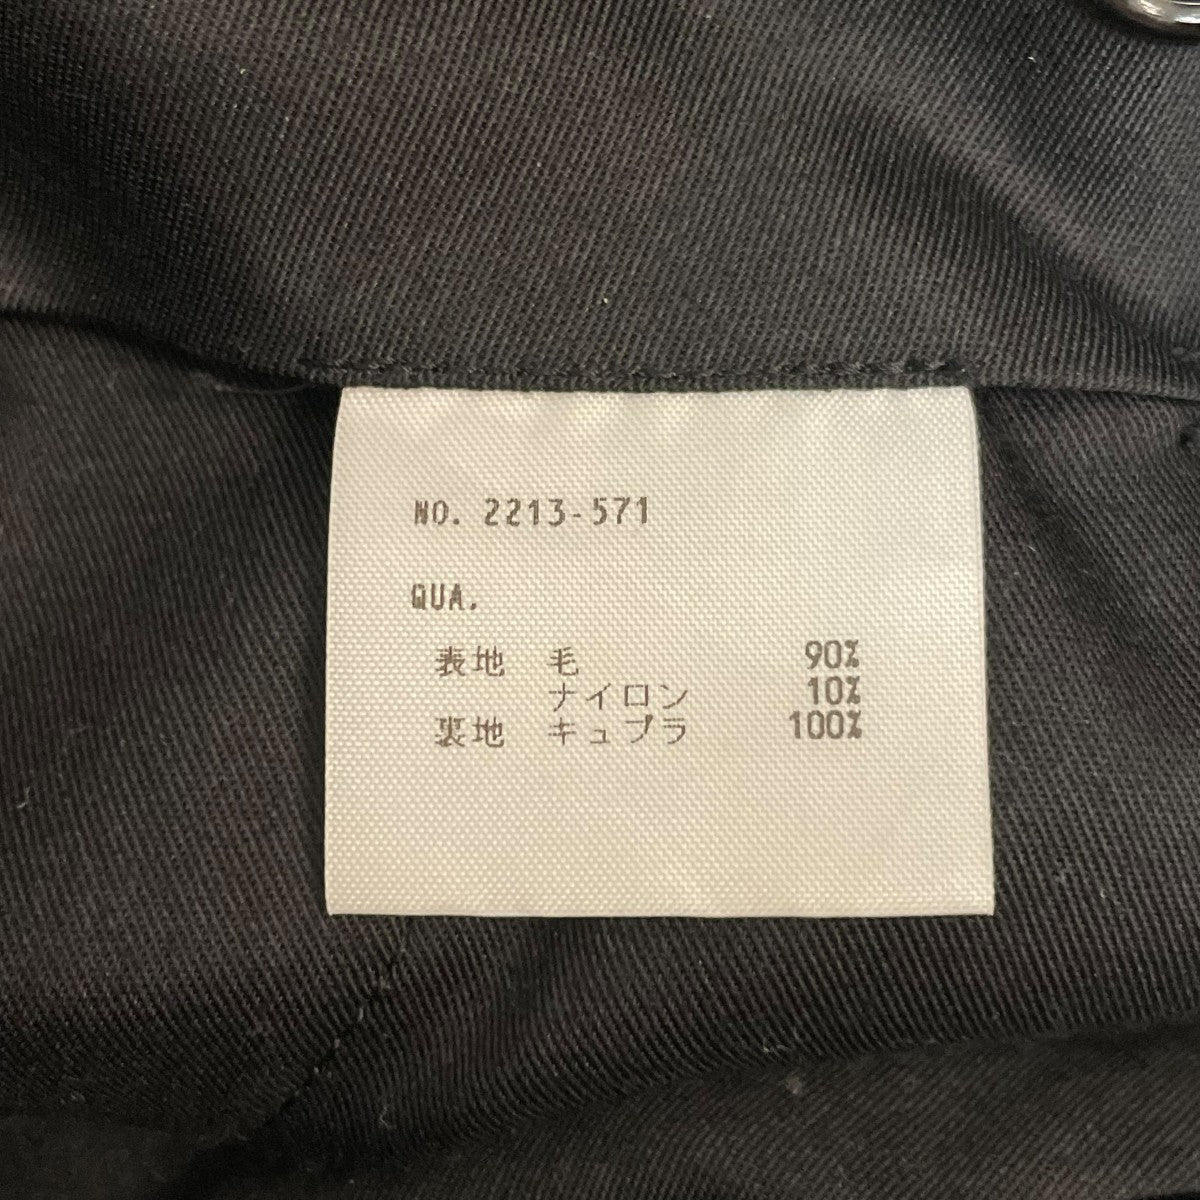 NO. 2213-571
QUA.
表地 毛 90%
ナイロン 10%
裏地 キュプラ 100%